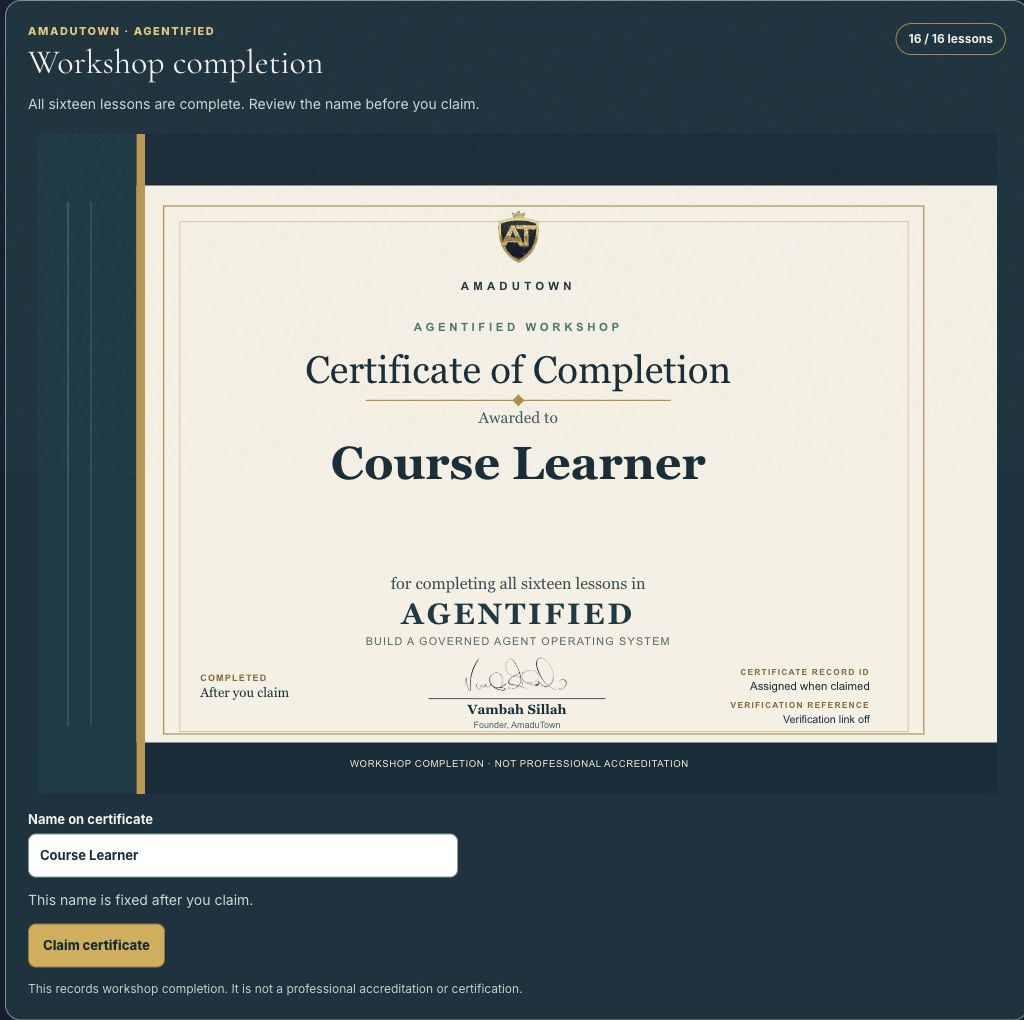 AMADUTOWN · AGENTIFIED
16 / 16 lessons
Workshop completion
All sixteen lessons are complete. Review the name before you claim.
AT
AMADUTOWN
AGENTIFIED WORKSHOP
Certificate of Completion
Awarded to
Course Learner
for completing all sixteen lessons in
AGENTIFIED
BUILD A GOVERNED AGENT OPERATING SYSTEM
COMPLETED
After you claim
Vambah Sillah
Founder, AmaduTown
CERTIFICATE RECORD ID
Assigned when claimed
VERIFICATION REFERENCE
Verification link off
WORKSHOP COMPLETION · NOT PROFESSIONAL ACCREDITATION
Name on certificate
Course Learner
This name is fixed after you claim.
Claim certificate
This records workshop completion. It is not a professional accreditation or certification.